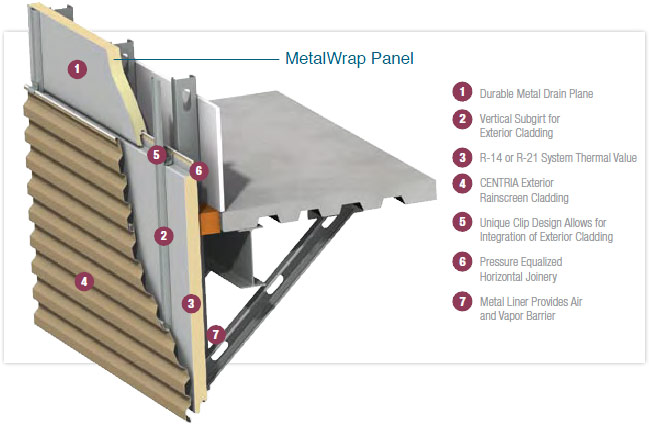 MetalWrap Panel
1
5
6
2
4
3
7
1 Durable Metal Drain Plane
2 Vertical Subgirt for
Exterior Cladding
3 R-14 or R-21 System Thermal Value
4 CENTRIA Exterior
Rainscreen Cladding
5 Unique Clip Design Allows for
Integration of Exterior Cladding
6 Pressure Equalized
Horizontal Joinery
7 Metal Liner Provides Air
and Vapor Barrier